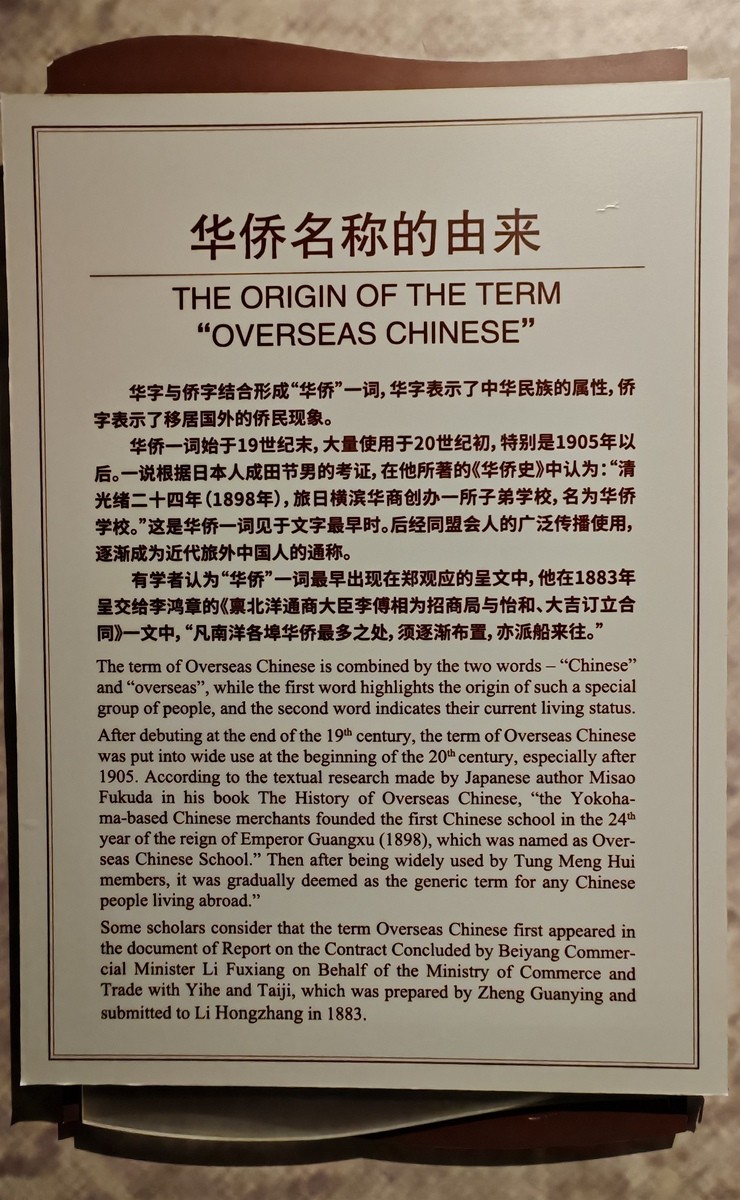 华侨名称的由来
THE ORIGIN OF THE TERM
“OVERSEAS CHINESE”
华字与侨字结合形成“华侨”一词，华字表示了中华民族的属性，侨
字表示了移居国外的侨民现象。
华侨一词始于19世纪末，大量使用于20世纪初，特别是1905年以
后。一说根据日本人成田节男的考证，在他所著的《华侨史》中认为：“清
光绪二十四年（1898年），旅日横滨华商创办一所子弟学校，名为华侨
学校。”这是华侨一词见于文字最早时。后经同盟会人的广泛传播使用，
逐渐成为近代旅外中国人的通称。
有学者认为“华侨”一词最早出现在郑观应的呈文中，他在1883年
呈交给李鸿章的《禀北洋通商大臣李傅相为招商局与怡和、太古订立合
同》一文中，“凡南洋各埠华侨最多之处，须逐渐布置，亦派船来往。”
The term of Overseas Chinese is combined by the two words – “Chinese”
and “overseas”, while the first word highlights the origin of such a special
group of people, and the second word indicates their current living status.
After debuting at the end of the 19th century, the term of Overseas Chinese
was put into wide use at the beginning of the 20th century, especially after
1905. According to the textual research made by Japanese author Misao
Fukuda in his book The History of Overseas Chinese, “the Yokoha-
ma-based Chinese merchants founded the first Chinese school in the 24th
year of the reign of Emperor Guangxu (1898), which was named as Over-
seas Chinese School.” Then after being widely used by Tung Meng Hui
members, it was gradually deemed as the generic term for any Chinese
people living abroad.”
Some scholars consider that the term Overseas Chinese first appeared in
the document of Report on the Contract Concluded by Beiyang Commer-
cial Minister Li Fuxiang on Behalf of the Ministry of Commerce and
Trade with Yihe and Taiji, which was prepared by Zheng Guanying and
submitted to Li Hongzhang in 1883.